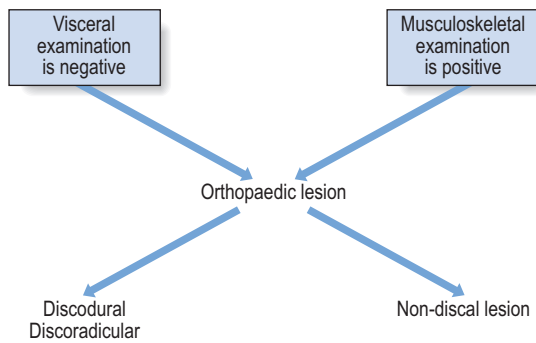 Visceral
examination
is negative
Musculoskeletal
examination
is positive
Orthopaedic lesion
Discodural
Discoradicular
Non-discal lesion